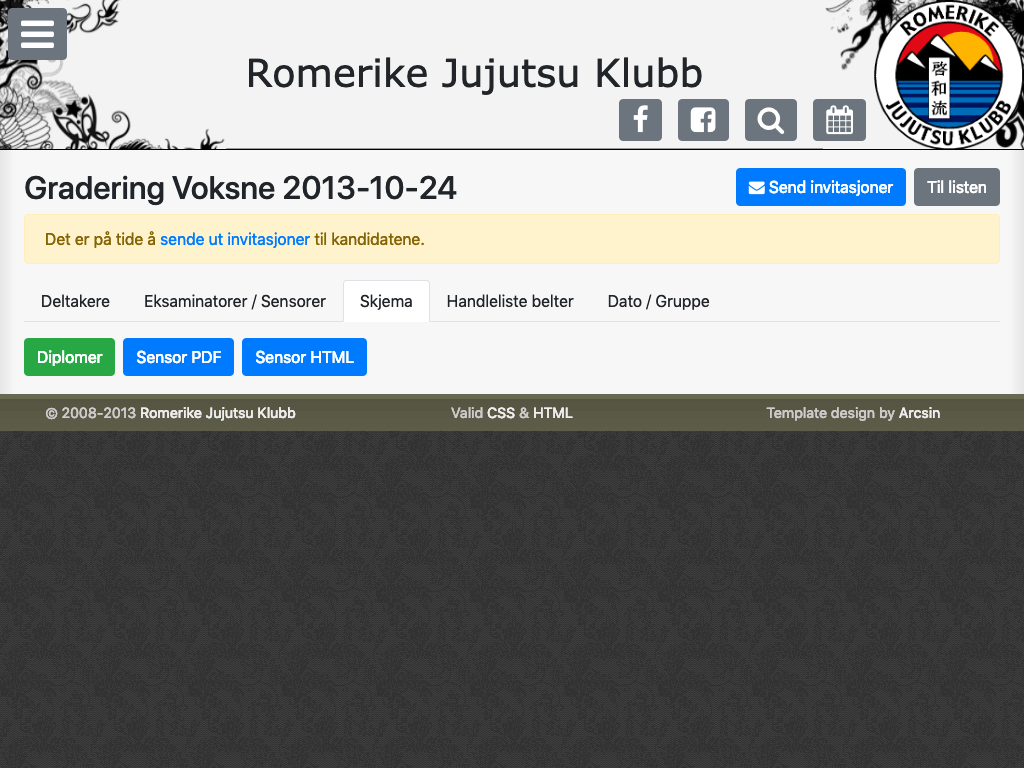 Romerike Jujutsu Klubb
ROMERIKE
啓和流
JUJUTSU KLUBB
Gradering Voksne 2013-10-24
Send invitasjoner
Til listen
Det er på tide å sende ut invitasjoner til kandidatene.
Deltakere
Eksaminatorer / Sensorer
Skjema
Handleliste belter
Dato / Gruppe
Diplomer
Sensor PDF
Sensor HTML
© 2008-2013 Romerike Jujutsu Klubb
Valid CSS & HTML
Template design by Arcsin